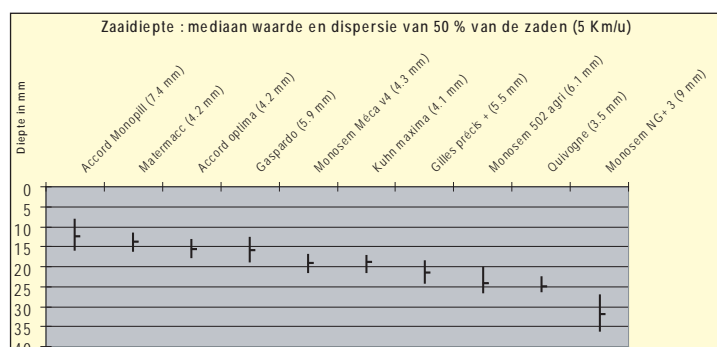 Zaaidiepte : mediaan waarde en dispersie van 50 % van de zaden (5 Km/u)
Diepte in mm
Accord Monopill (7.4 mm)
Matermacc (4.2 mm)
Accord optima (4.2 mm)
Gaspardo (5.9 mm)
Monosem Méca v4 (4.3 mm)
Kuhn maxima (4.1 mm)
Gilles précis + (5.5 mm)
Monosem 502 agri (6.1 mm)
Quivogne (3.5 mm)
Monosem NG+ 3 (9 mm)
0
5
10
15
20
25
30
35
40